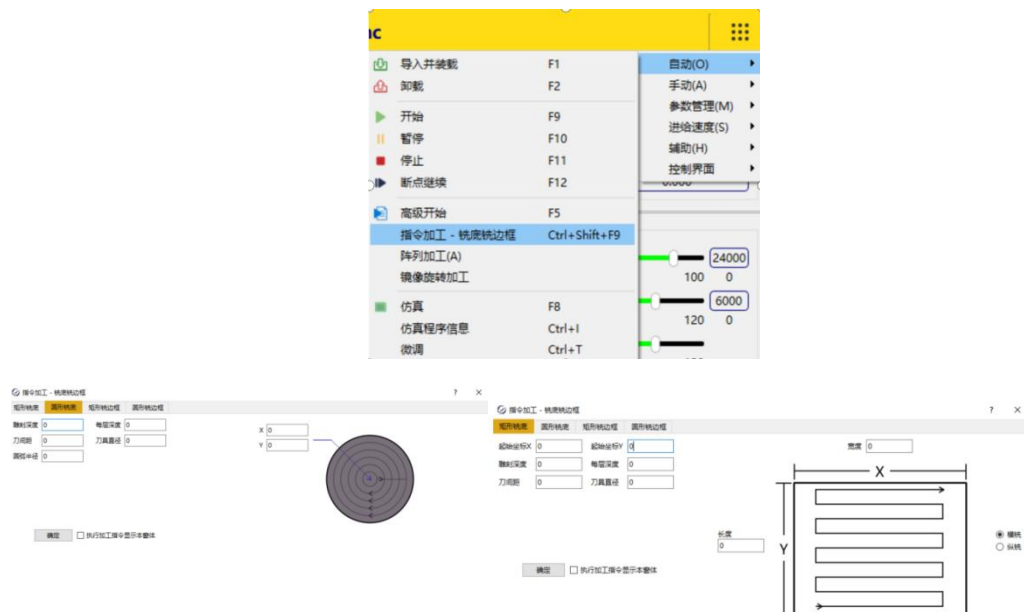 nc
导入并装载 F1
卸载 F2
开始 F9
暂停 F10
停止 F11
断点继续 F12
高级开始 F5
指令加工 - 铣底铣边框 Ctrl+Shift+F9
阵列加工(A)
镜像旋转加工
仿真 F8
仿真程序信息 Ctrl+I
微调 Ctrl+T
自动(O)
手动(A)
参数管理(M)
进给速度(S)
辅助(H)
控制界面
0.000
24000
100 0
6000
120 0
指令加工 - 铣底铣边框 ? ×
矩形铣底 圆形铣底 矩形铣边框 圆形铣边框
雕刻深度 0 每层深度 0
刀间距 0 刀具直径 0
圆弧半径 0
X 0
Y 0
确定 执行加工指令显示本窗体
指令加工 - 铣底铣边框 ? ×
矩形铣底 圆形铣底 矩形铣边框 圆形铣边框
起始坐标X 0 起始坐标Y 0
雕刻深度 0 每层深度 0
刀间距 0 刀具直径 0
宽度 0
X
长度
0
Y
横铣
纵铣
确定 执行加工指令显示本窗体